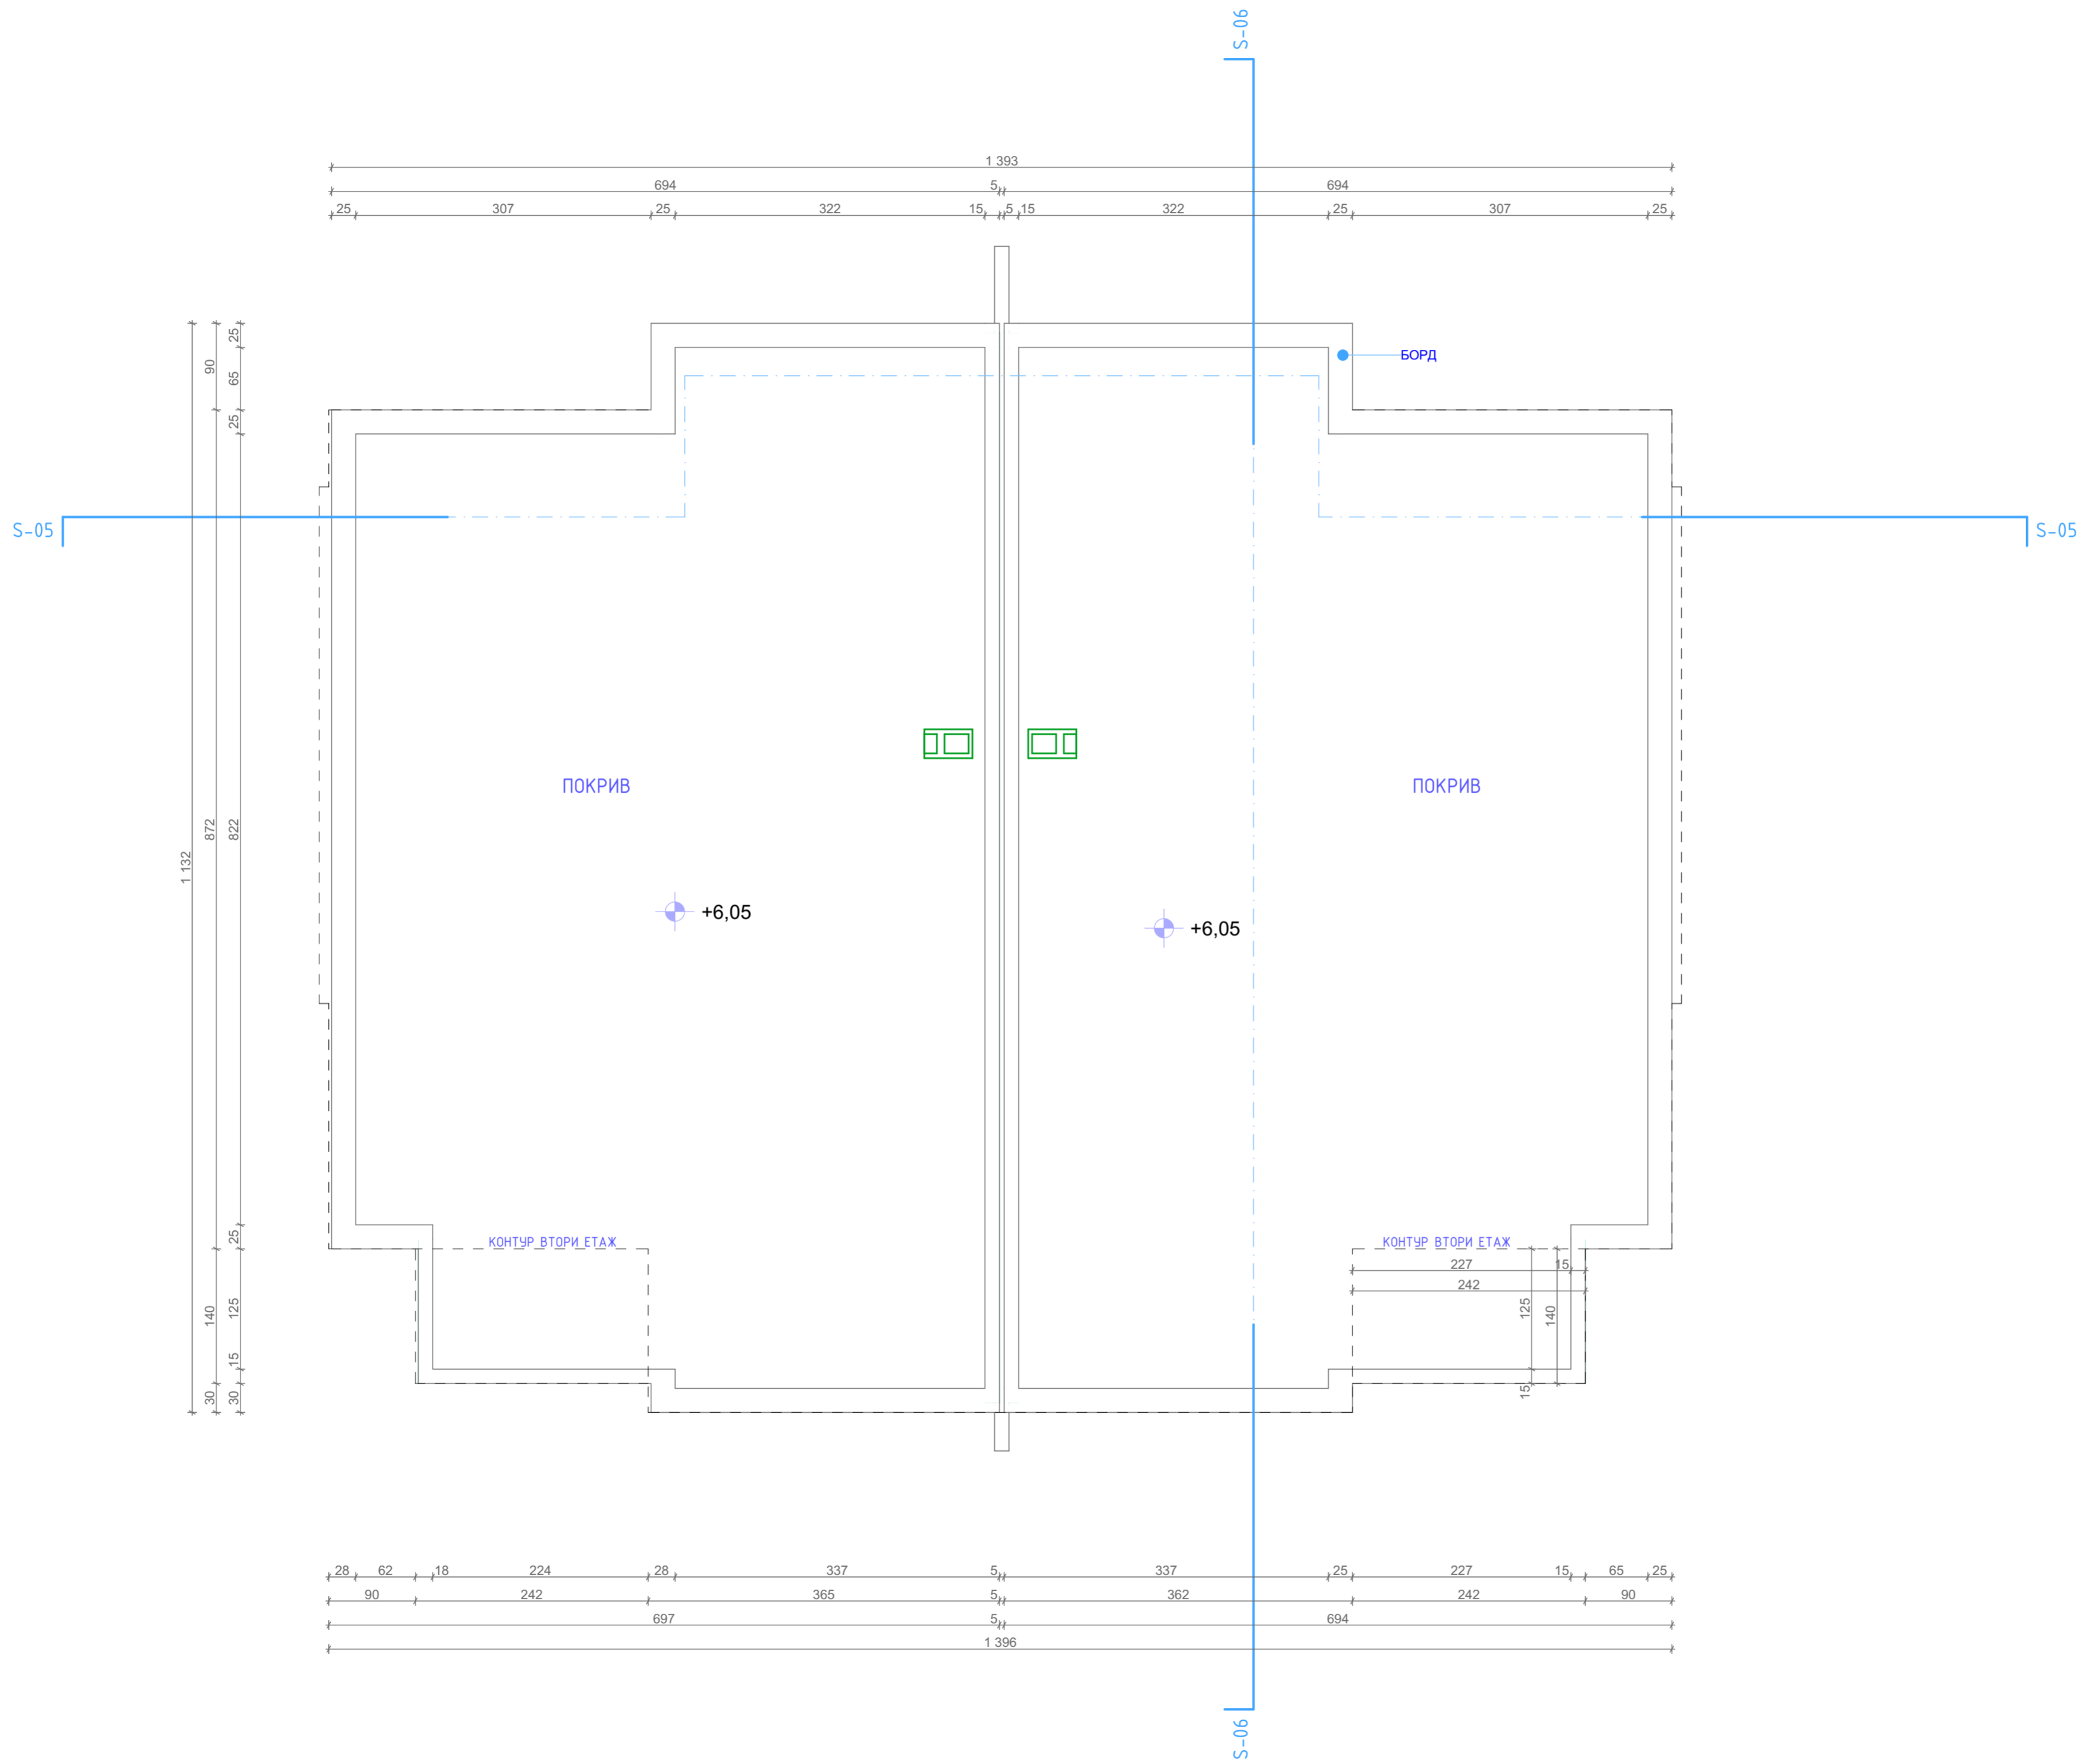 S-06
1 393
694 5 694
25 307 25 322 15 5 15 322 25 307 25
БОРД
25
90
65
25
S-05
S-05
ПОКРИВ
ПОКРИВ
872
822
1 132
+6,05
+6,05
КОНТУР ВТОРИ ЕТАЖ
КОНТУР ВТОРИ ЕТАЖ
25
227 15
242
140
125
125
140
15
15
30
30
28 62 18 224 28 337 5 337 25 227 15 65 25
90 242 365 5 362 242 90
697 5 694
1 396
S-06